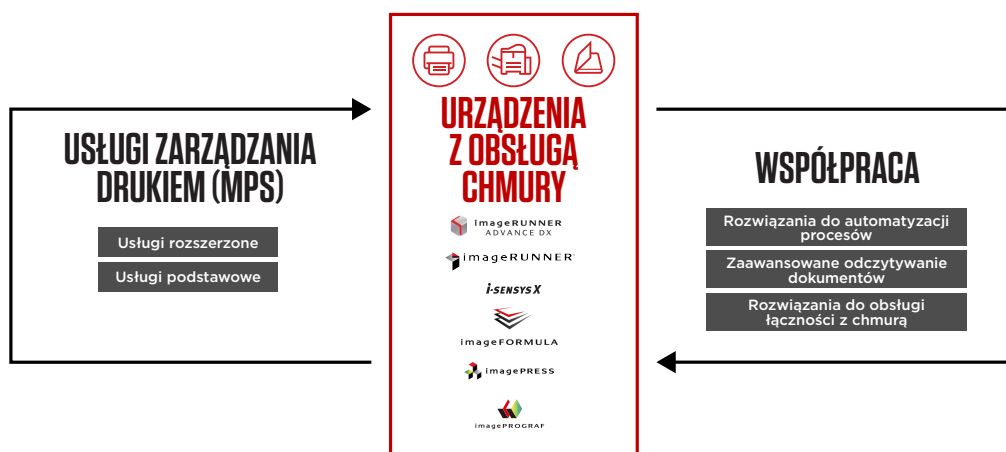 USŁUGI ZARZĄDZANIA
DRUKIEM (MPS)
Usługi rozszerzone
Usługi podstawowe
URZĄDZENIA
Z OBSŁUGĄ
CHMURY
imageRUNNER
ADVANCE DX
imageRUNNER
i-SENSYS X
imageFORMULA
imagePRESS
imagePROGRAF
WSPÓŁPRACA
Rozwiązania do automatyzacji
procesów
Zaawansowane odczytywanie
dokumentów
Rozwiązania do obsługi
łączności z chmurą